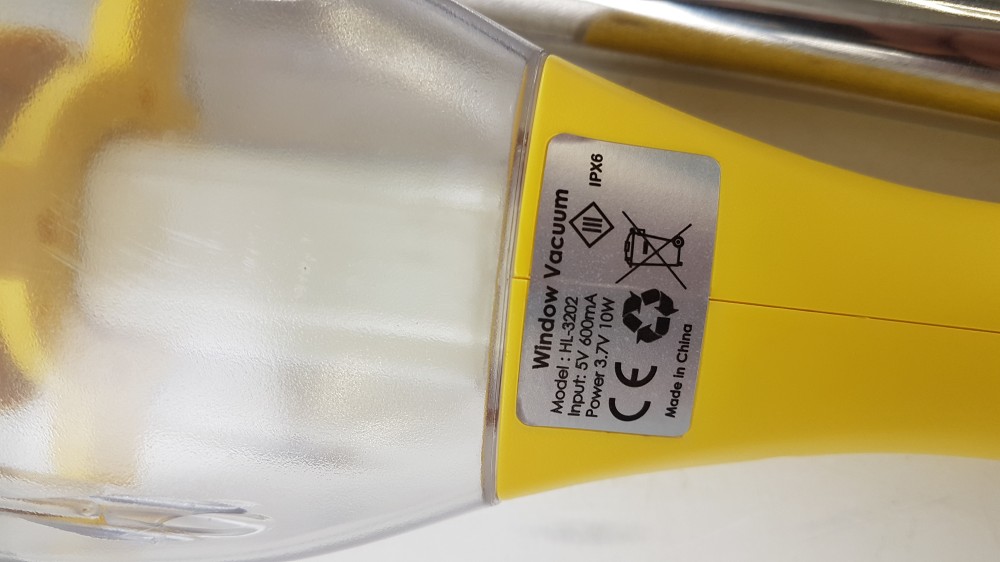 Window Vacuum
Model : HL-3202
Input: 5V 600mA
Power 3.7V 10W
IPX6
CE
Made in China